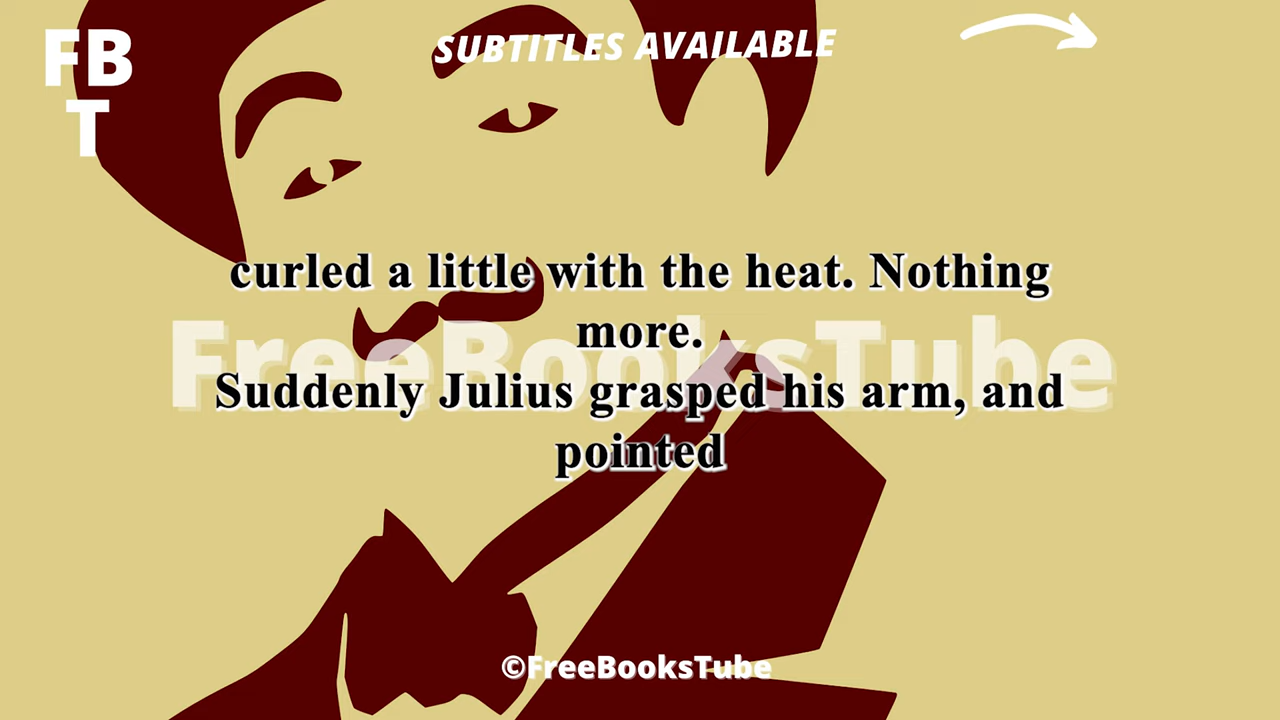 FB
T
SUBTITLES AVAILABLE
curled a little with the heat. Nothing
more.
FreeBooksTube
Suddenly Julius grasped his arm, and
pointed
©FreeBooksTube